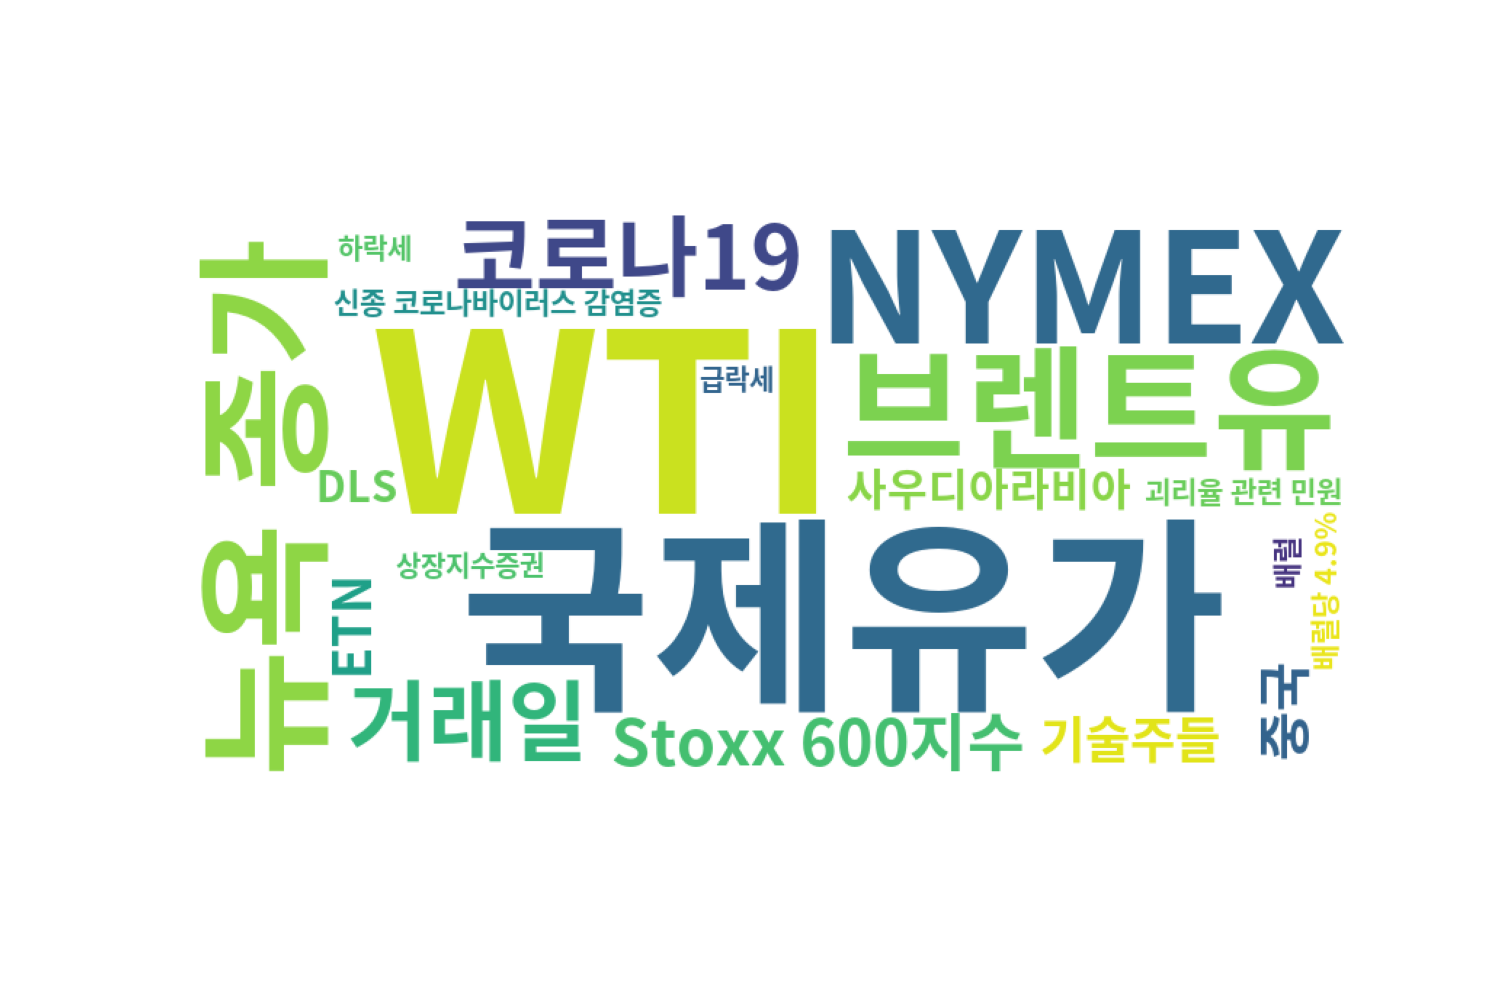 하락세
코로나19
NYMEX
신종 코로나바이러스 감염증
뉴욕 증가
WTI
급락세
브렌트유
DLS
사우디아라비아
괴리율 관련 민원
국제유가
상장지수증권
ETN
배럴
배럴당 4.9%
거래일
Stoxx 600지수
기술주들
중국